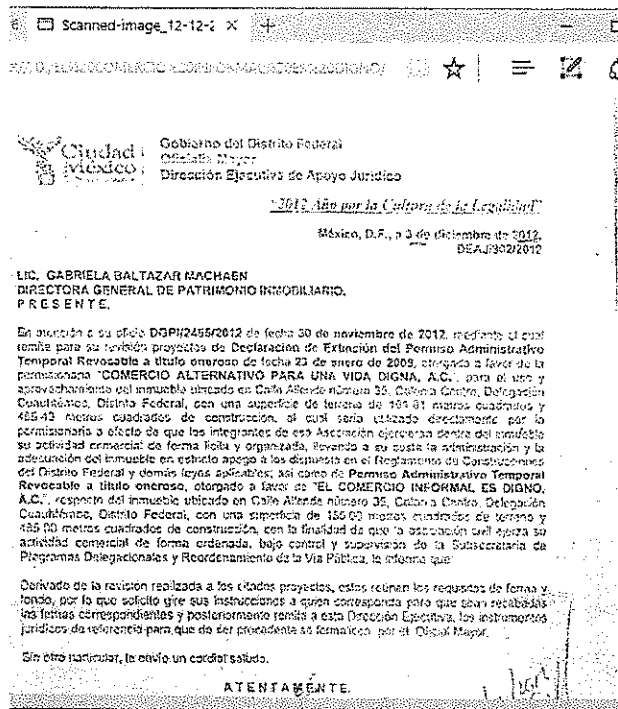 Scanned-image_12-12-2
Ciudad México
Gobierno del Distrito Federal
Oficialía Mayor
Dirección Ejecutiva de Apoyo Jurídico
"2012 Año por la Cultura de la Legalidad"
México, D.F., a 3 de diciembre de 2012.
DEAJ/302/2012
LIC. GABRIELA BALTAZAR MACHAEN
DIRECTORA GENERAL DE PATRIMONIO INMOBILIARIO.
P R E S E N T E.
En atención a su oficio DGPI/2455/2012 de fecha 30 de noviembre de 2012, mediante el cual
remite para su revisión proyectos de Declaración de Extinción del Permiso Administrativo
Temporal Revocable a título oneroso de fecha 23 de enero de 2009, otorgado a favor de la
permisionaria "COMERCIO ALTERNATIVO PARA UNA VIDA DIGNA, A.C.", para el uso y
aprovechamiento del inmueble ubicado en Calle Allende número 35, Colonia Centro, Delegación
Cuauhtémoc, Distrito Federal, con una superficie de terreno de metros cuadrados y
metros cuadrados de construcción, el cual sería utilizado directamente por la
permisionaria a efecto de que los integrantes de esa Asociación ejercieran dentro del inmueble
su actividad comercial de forma lícita y organizada, llevando a su costa la administración y la
adecuación del inmueble en estricto apego a los dispuesto en el Reglamento de Construcciones
del Distrito Federal y demás leyes aplicables; así como de Permiso Administrativo Temporal
Revocable a título oneroso, otorgado a favor de "EL COMERCIO INFORMAL ES DIGNO,
A.C.", respecto del inmueble ubicado en Calle Allende número 35, Colonia Centro, Delegación
Cuauhtémoc, Distrito Federal, con una superficie de metros cuadrados de terreno y
metros cuadrados de construcción, con la finalidad de que la asociación civil ejerza su
actividad comercial de forma ordenada, bajo control y supervisión de la Subsecretaría de
Programas Delegacionales y Reordenamiento de la Vía Pública, le informo que:
Derivado de la revisión realizada a los citados proyectos, estos reúnen los requisitos de forma y
fondo, por lo que solicito gire sus instrucciones a quien corresponda para que sean recabadas
las firmas correspondientes y posteriormente remita a esta Dirección Ejecutiva, los instrumentos
jurídicos de referencia para que de ser procedente se formalicen por el Oficial Mayor.
Sin otro particular, le envío un cordial saludo.
A T E N T A M E N T E.